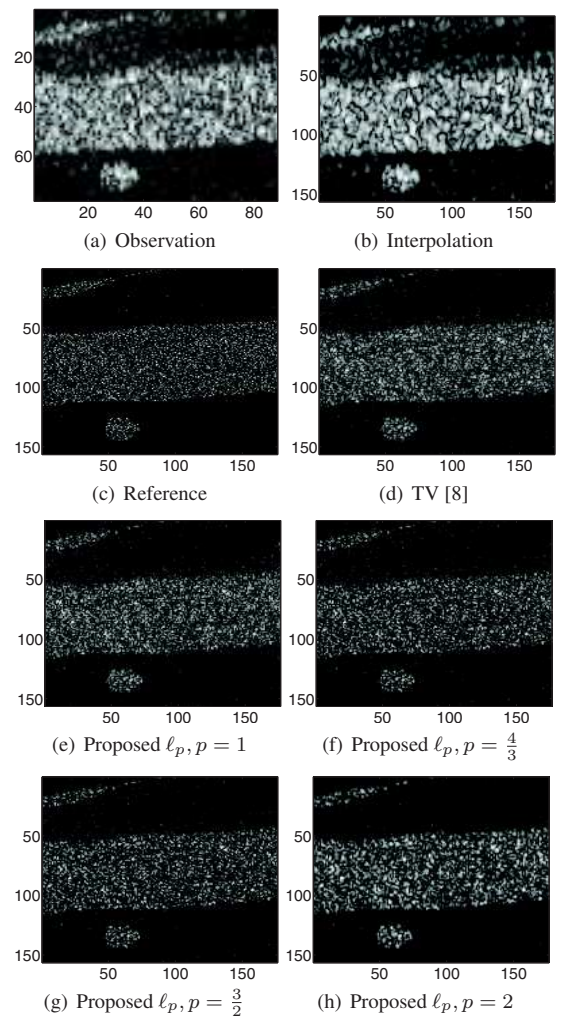 20
40
60
20 40 60 80
(a) Observation
50
100
150
50 100 150
(b) Interpolation
50
100
150
50 100 150
(c) Reference
50
100
150
50 100 150
(d) TV [8]
50
100
150
50 100 150
(e) Proposed ℓₚ, p = 1
50
100
150
50 100 150
(f) Proposed ℓₚ, p = 4/3
50
100
150
50 100 150
(g) Proposed ℓₚ, p = 3/2
50
100
150
50 100 150
(h) Proposed ℓₚ, p = 2